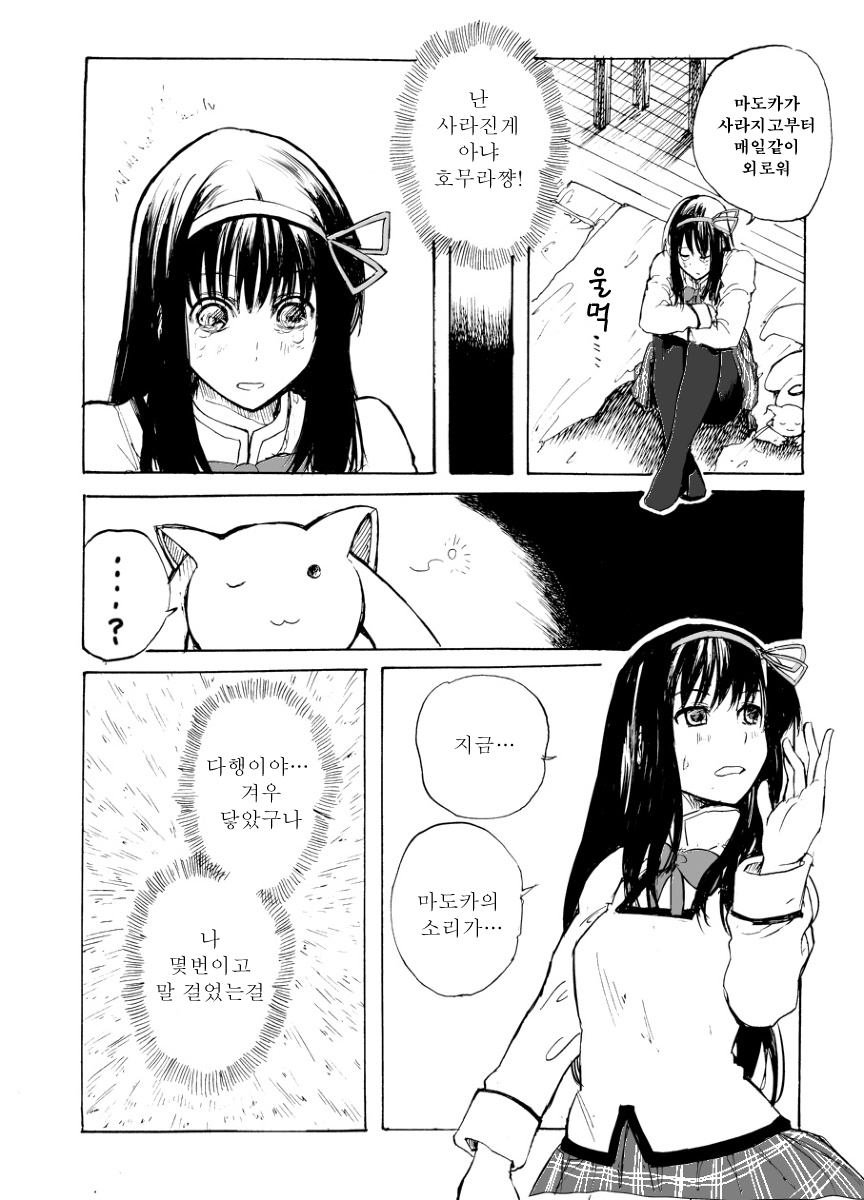 마도카가
사라지고부터
매일같이
외로워
울먹…
난
사라진게
아냐
호무라쨩!
……?
지금…
마도카의
소리가…
다행이야…
겨우
닿았구나
나
몇번이고
말 걸었는걸